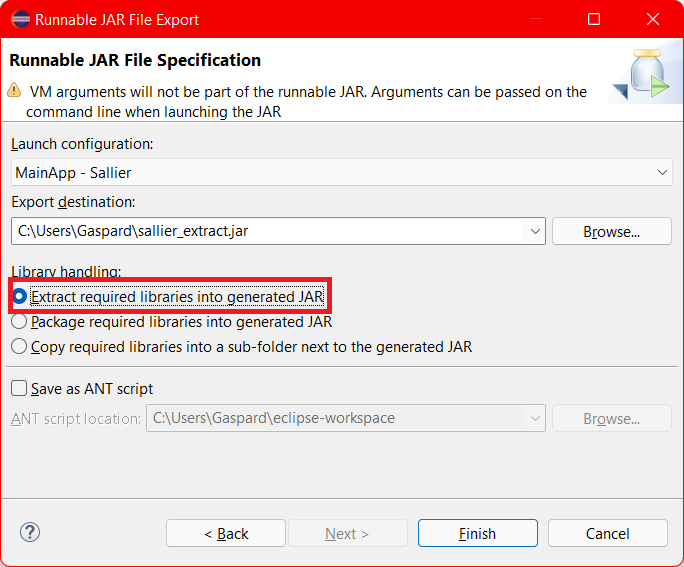 Runnable JAR File Export
Runnable JAR File Specification
VM arguments will not be part of the runnable JAR. Arguments can be passed on the
command line when launching the JAR
Launch configuration:
MainApp - Sallier
Export destination:
C:\Users\Gaspard\sallier_extract.jar
Browse...
Library handling:
Extract required libraries into generated JAR
Package required libraries into generated JAR
Copy required libraries into a sub-folder next to the generated JAR
Save as ANT script
ANT script location:
C:\Users\Gaspard\eclipse-workspace
Browse...
?
< Back
Next >
Finish
Cancel